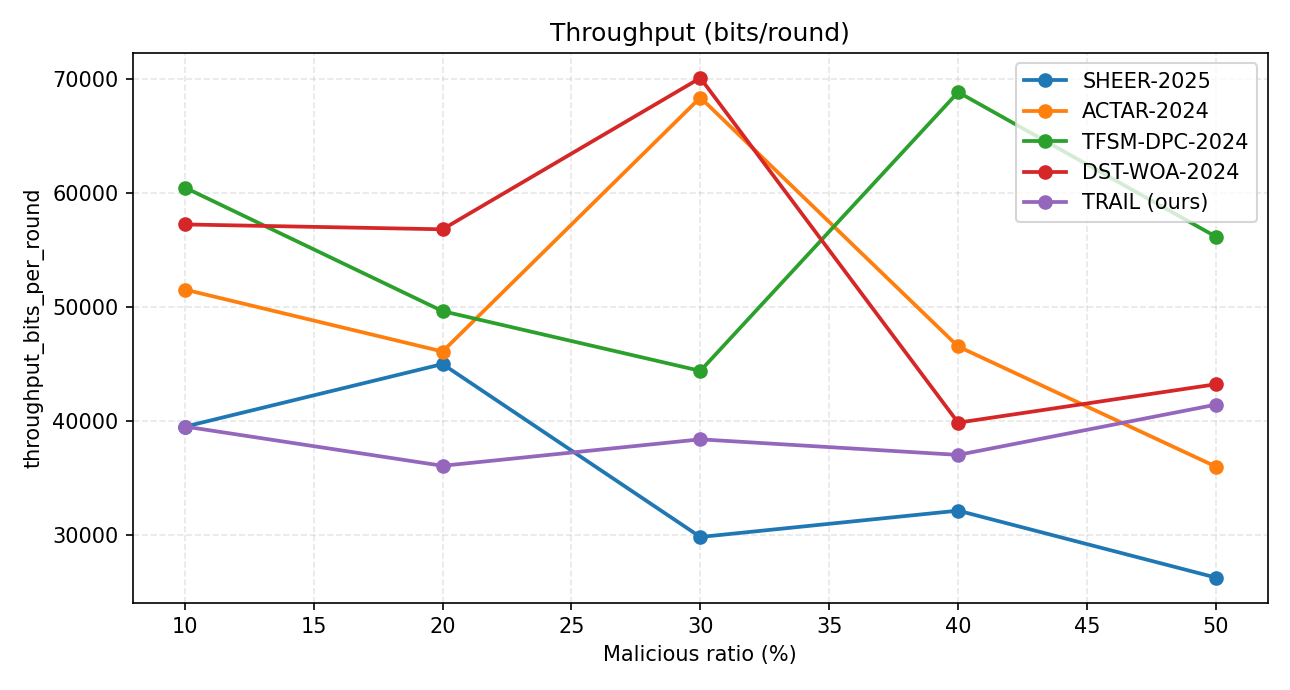 Throughput (bits/round)
throughput_bits_per_round
70000
60000
50000
40000
30000
SHEER-2025
ACTAR-2024
TFSM-DPC-2024
DST-WOA-2024
TRAIL (ours)
10 15 20 25 30 35 40 45 50
Malicious ratio (%)